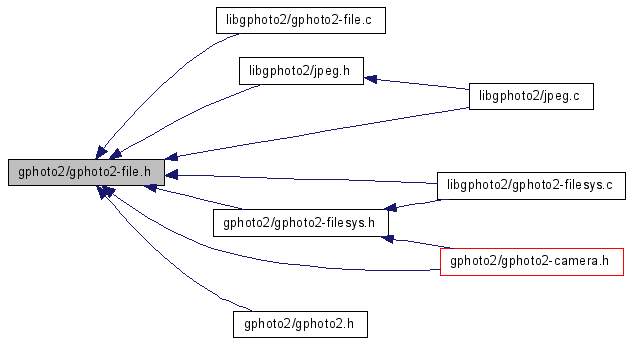 libgphoto2/gphoto2-file.c
libgphoto2/jpeg.h
libgphoto2/jpeg.c
gphoto2/gphoto2-file.h
libgphoto2/gphoto2-filesys.c
gphoto2/gphoto2-filesys.h
gphoto2/gphoto2-camera.h
gphoto2/gphoto2.h